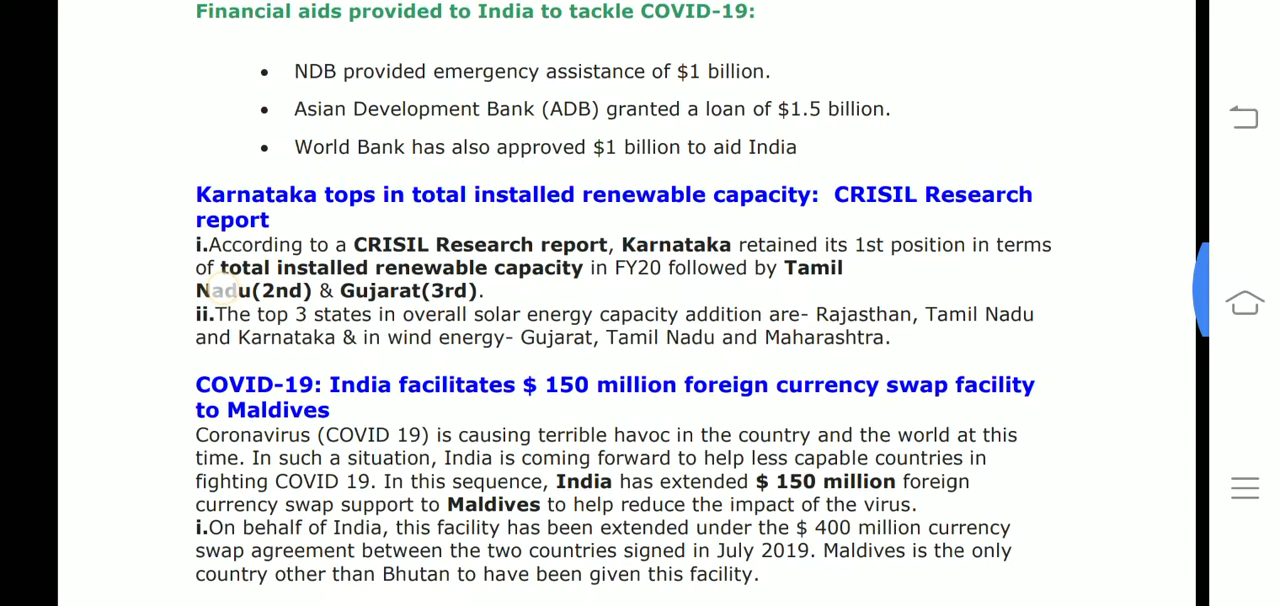 Financial aids provided to India to tackle COVID-19:
• NDB provided emergency assistance of $1 billion.
• Asian Development Bank (ADB) granted a loan of $1.5 billion.
• World Bank has also approved $1 billion to aid India
Karnataka tops in total installed renewable capacity:  CRISIL Research
report
i.According to a CRISIL Research report, Karnataka retained its 1st position in terms
of total installed renewable capacity in FY20 followed by Tamil
Nadu(2nd) & Gujarat(3rd).
ii.The top 3 states in overall solar energy capacity addition are- Rajasthan, Tamil Nadu
and Karnataka & in wind energy- Gujarat, Tamil Nadu and Maharashtra.
COVID-19: India facilitates $ 150 million foreign currency swap facility
to Maldives
Coronavirus (COVID 19) is causing terrible havoc in the country and the world at this
time. In such a situation, India is coming forward to help less capable countries in
fighting COVID 19. In this sequence, India has extended $ 150 million foreign
currency swap support to Maldives to help reduce the impact of the virus.
i.On behalf of India, this facility has been extended under the $ 400 million currency
swap agreement between the two countries signed in July 2019. Maldives is the only
country other than Bhutan to have been given this facility.